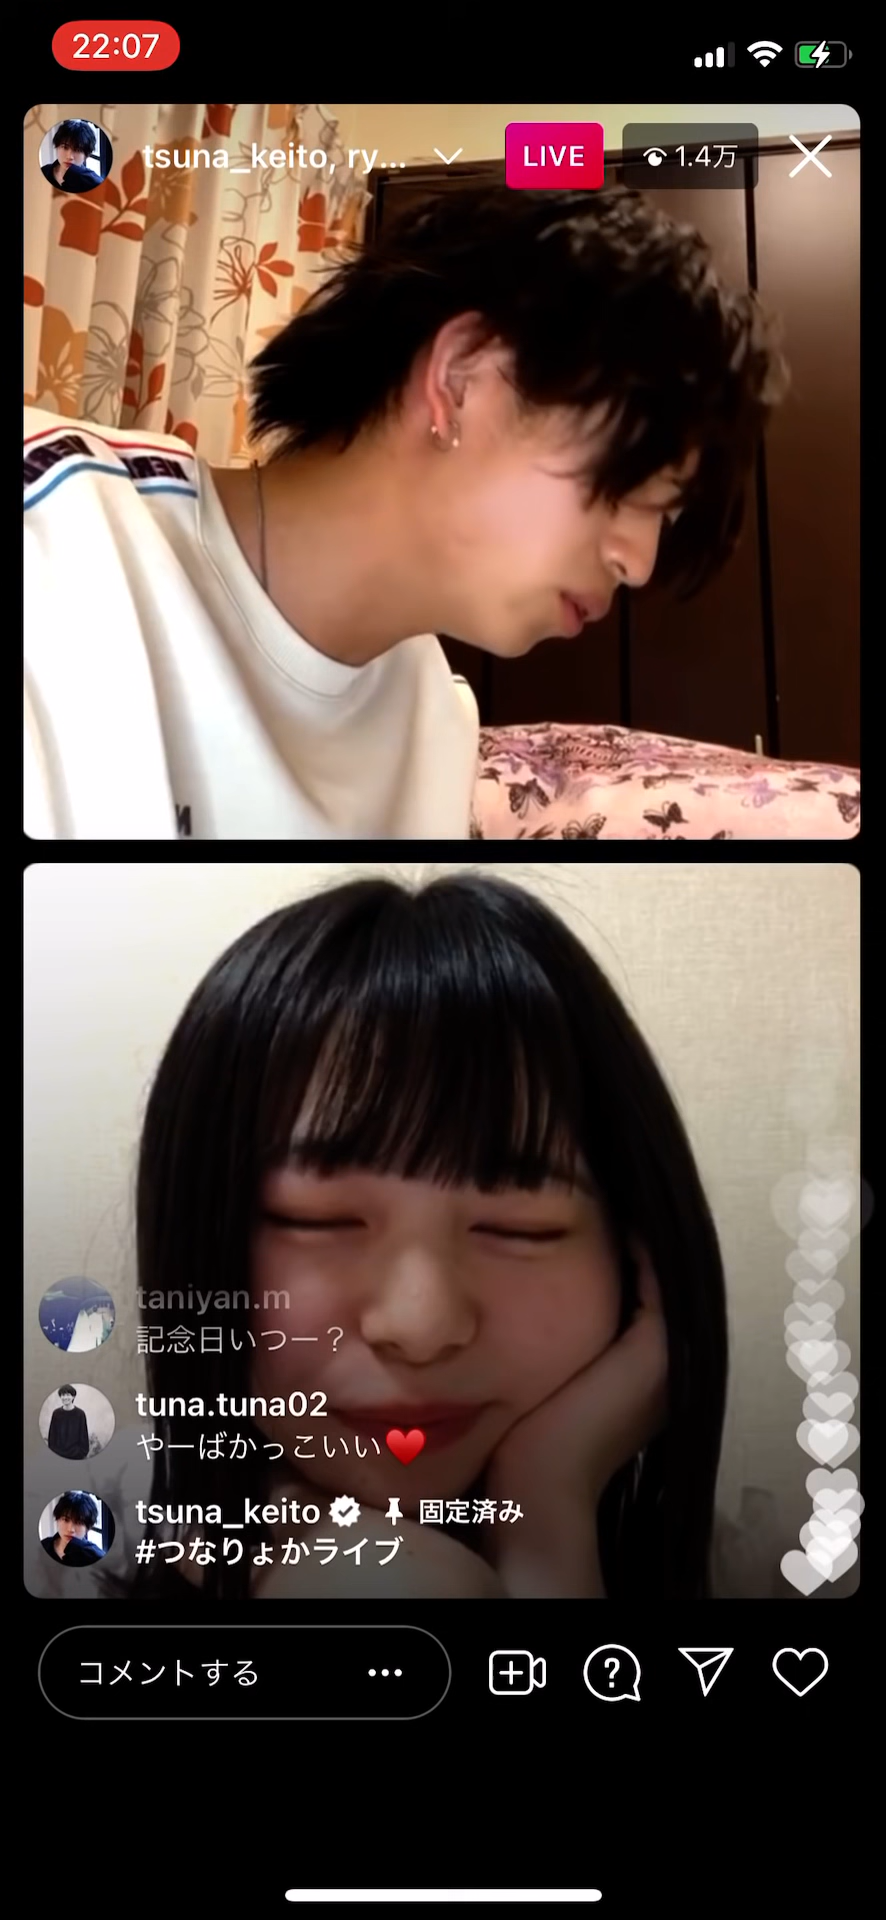 22:07
tsuna_keito, ry...
LIVE
1.4万
taniyan.m
記念日いつー？
tuna.tuna02
やーばかっこいい❤️
tsuna_keito 固定済み
#つなりょかライブ
コメントする